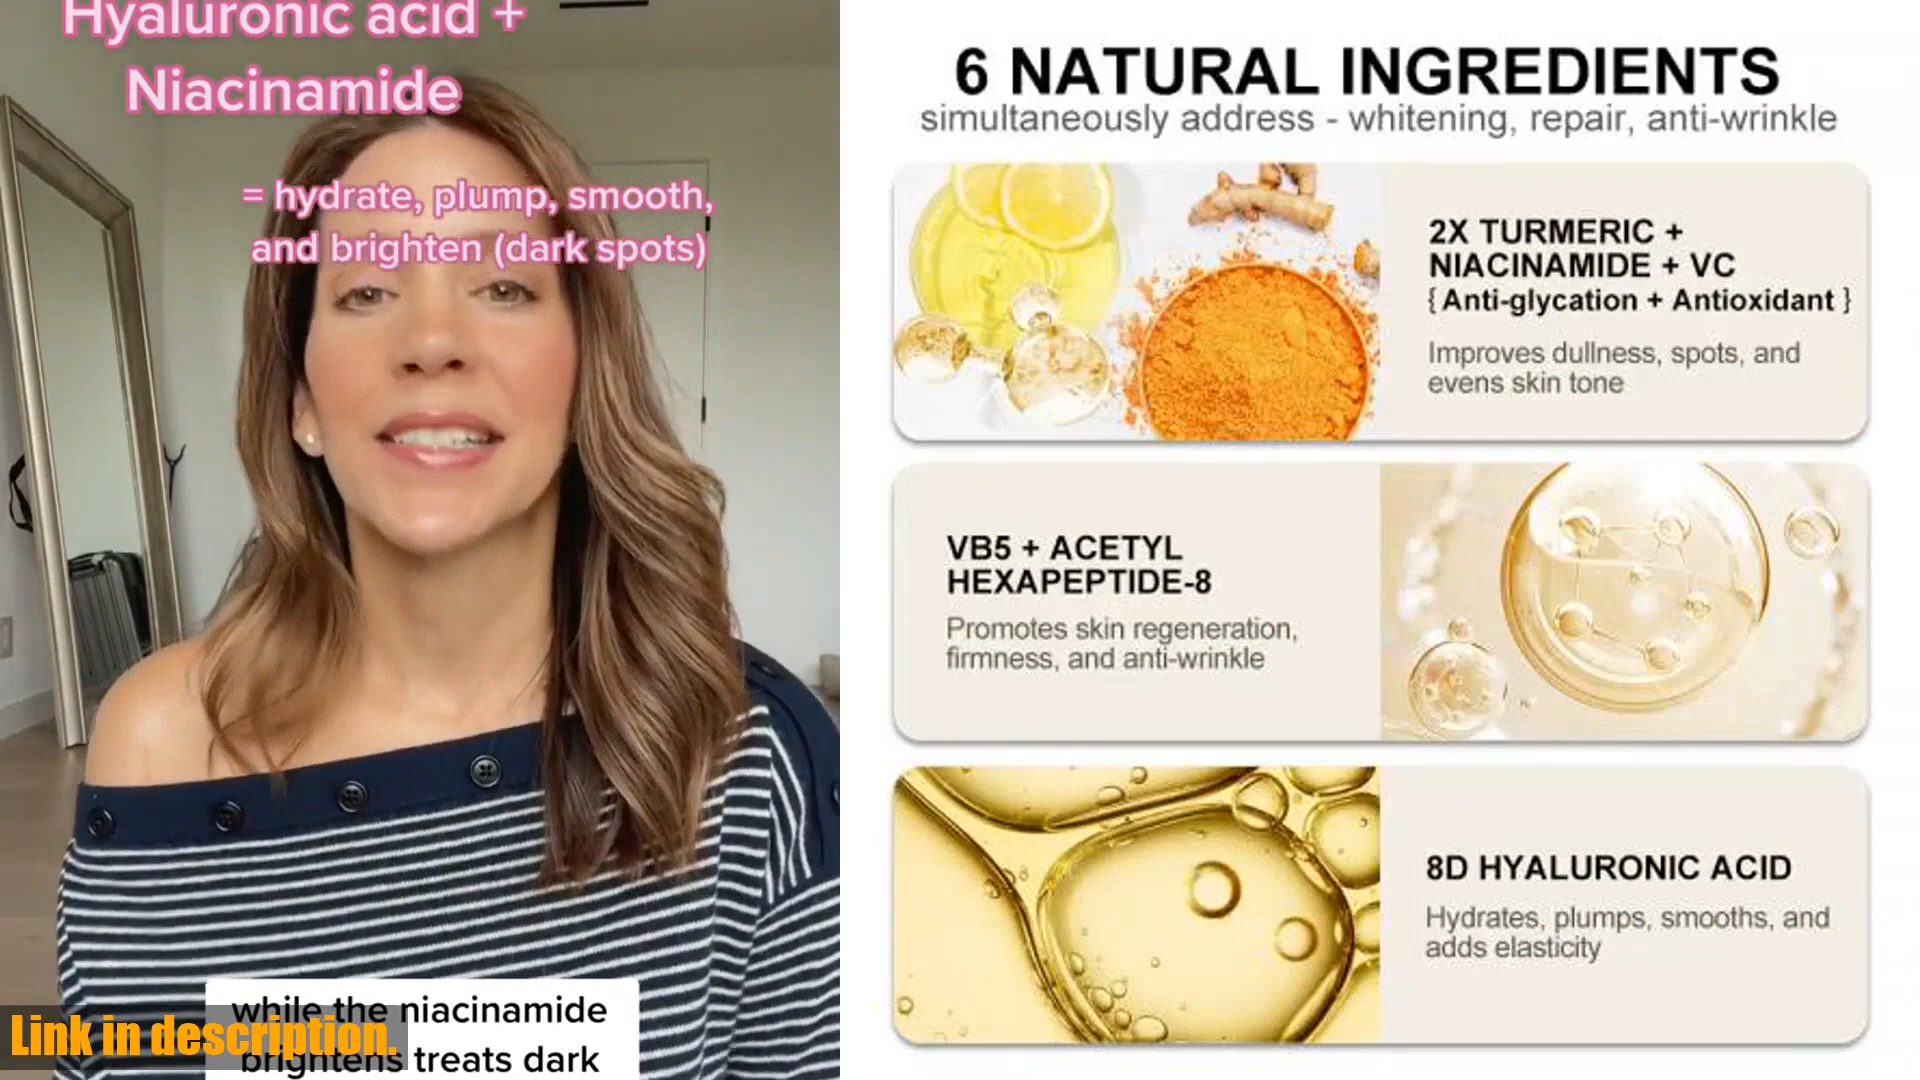 Hyaluronic acid +
Niacinamide
= hydrate, plump, smooth,
and brighten (dark spots)
while the niacinamide
brightens treats dark
Link in description.
6 NATURAL INGREDIENTS
simultaneously address - whitening, repair, anti-wrinkle
2X TURMERIC +
NIACINAMIDE + VC
{ Anti-glycation + Antioxidant }
Improves dullness, spots, and
evens skin tone
VB5 + ACETYL
HEXAPEPTIDE-8
Promotes skin regeneration,
firmness, and anti-wrinkle
8D HYALURONIC ACID
Hydrates, plumps, smooths, and
adds elasticity